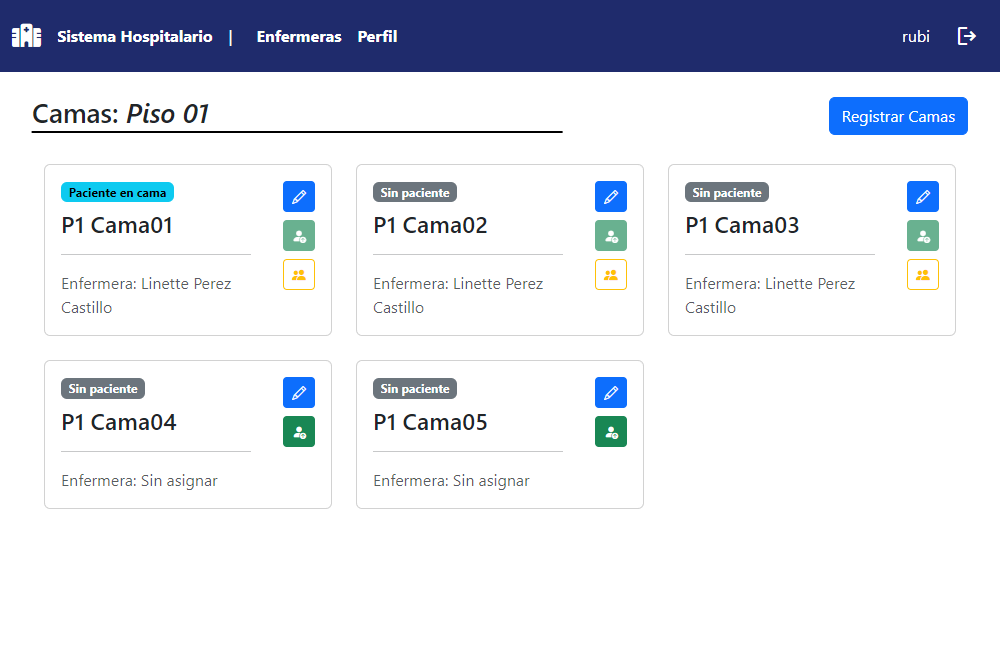 Sistema Hospitalario | Enfermeras Perfil rubi
Camas: Piso 01
Registrar Camas
Paciente en cama
P1 Cama01
Enfermera: Linette Perez
Castillo
Sin paciente
P1 Cama02
Enfermera: Linette Perez
Castillo
Sin paciente
P1 Cama03
Enfermera: Linette Perez
Castillo
Sin paciente
P1 Cama04
Enfermera: Sin asignar
Sin paciente
P1 Cama05
Enfermera: Sin asignar